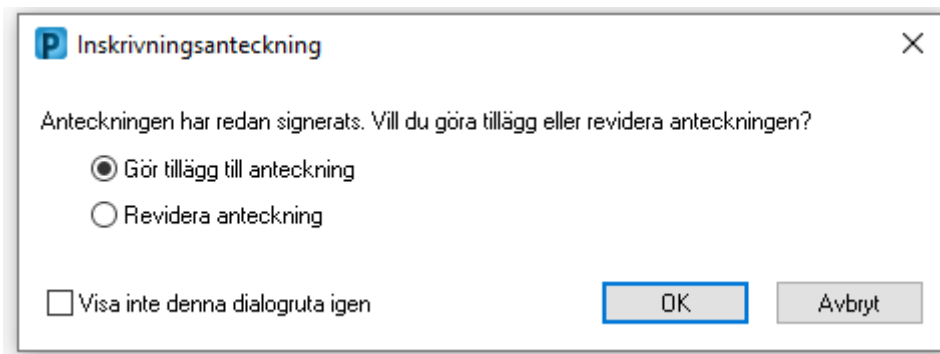 P Inskrivningsanteckning
Anteckningen har redan signerats. Vill du göra tillägg eller revidera anteckningen?
Gör tillägg till anteckning
Revidera anteckning
Visa inte denna dialogruta igen OK Avbryt